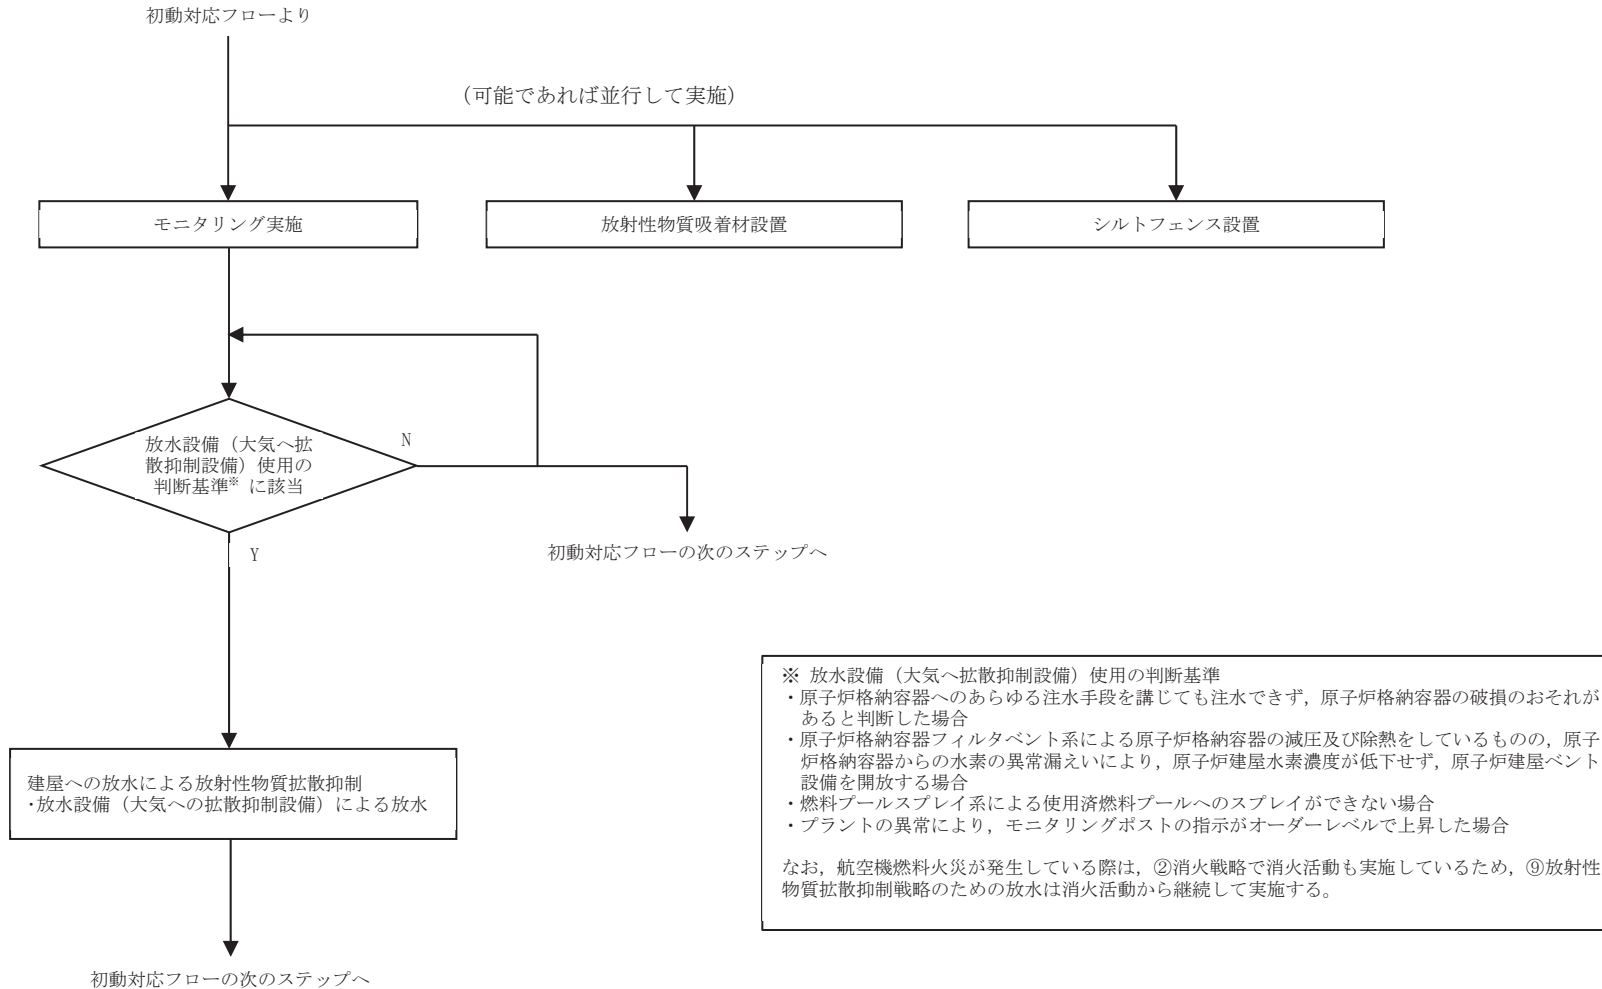 初動対応フローより
（可能であれば並行して実施）
モニタリング実施
放射性物質吸着材設置
シルトフェンス設置
放水設備（大気へ拡
散抑制設備）使用の
判断基準※ に該当
N
Y
初動対応フローの次のステップへ
※ 放水設備（大気へ拡散抑制設備）使用の判断基準
・原子炉格納容器へのあらゆる注水手段を講じても注水できず，原子炉格納容器の破損のおそれが
あると判断した場合
・原子炉格納容器フィルタベント系による原子炉格納容器の減圧及び除熱をしているものの，原子
炉格納容器からの水素の異常漏えいにより，原子炉建屋水素濃度が低下せず，原子炉建屋ベント
設備を開放する場合
・燃料プールスプレイ系による使用済燃料プールへのスプレイができない場合
・プラントの異常により，モニタリングポストの指示がオーダーレベルで上昇した場合
なお，航空機燃料火災が発生している際は，②消火戦略で消火活動も実施しているため，⑨放射性
物質拡散抑制戦略のための放水は消火活動から継続して実施する。
建屋への放水による放射性物質拡散抑制
・放水設備（大気への拡散抑制設備）による放水
初動対応フローの次のステップへ